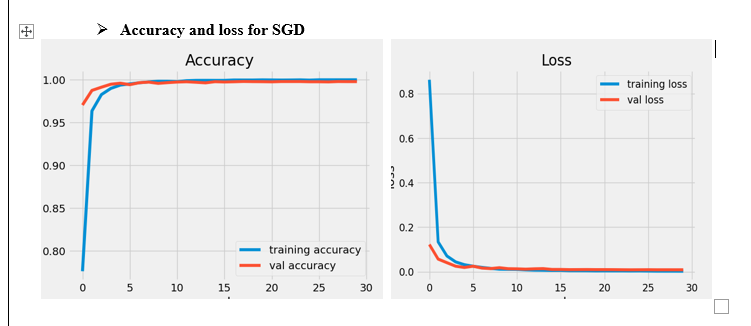 ➢ Accuracy and loss for SGD
Accuracy
1.00
0.95
0.90
0.85
0.80
0 5 10 15 20 25 30
training accuracy
val accuracy
Loss
loss
0.8
0.6
0.4
0.2
0.0
0 5 10 15 20 25 30
training loss
val loss